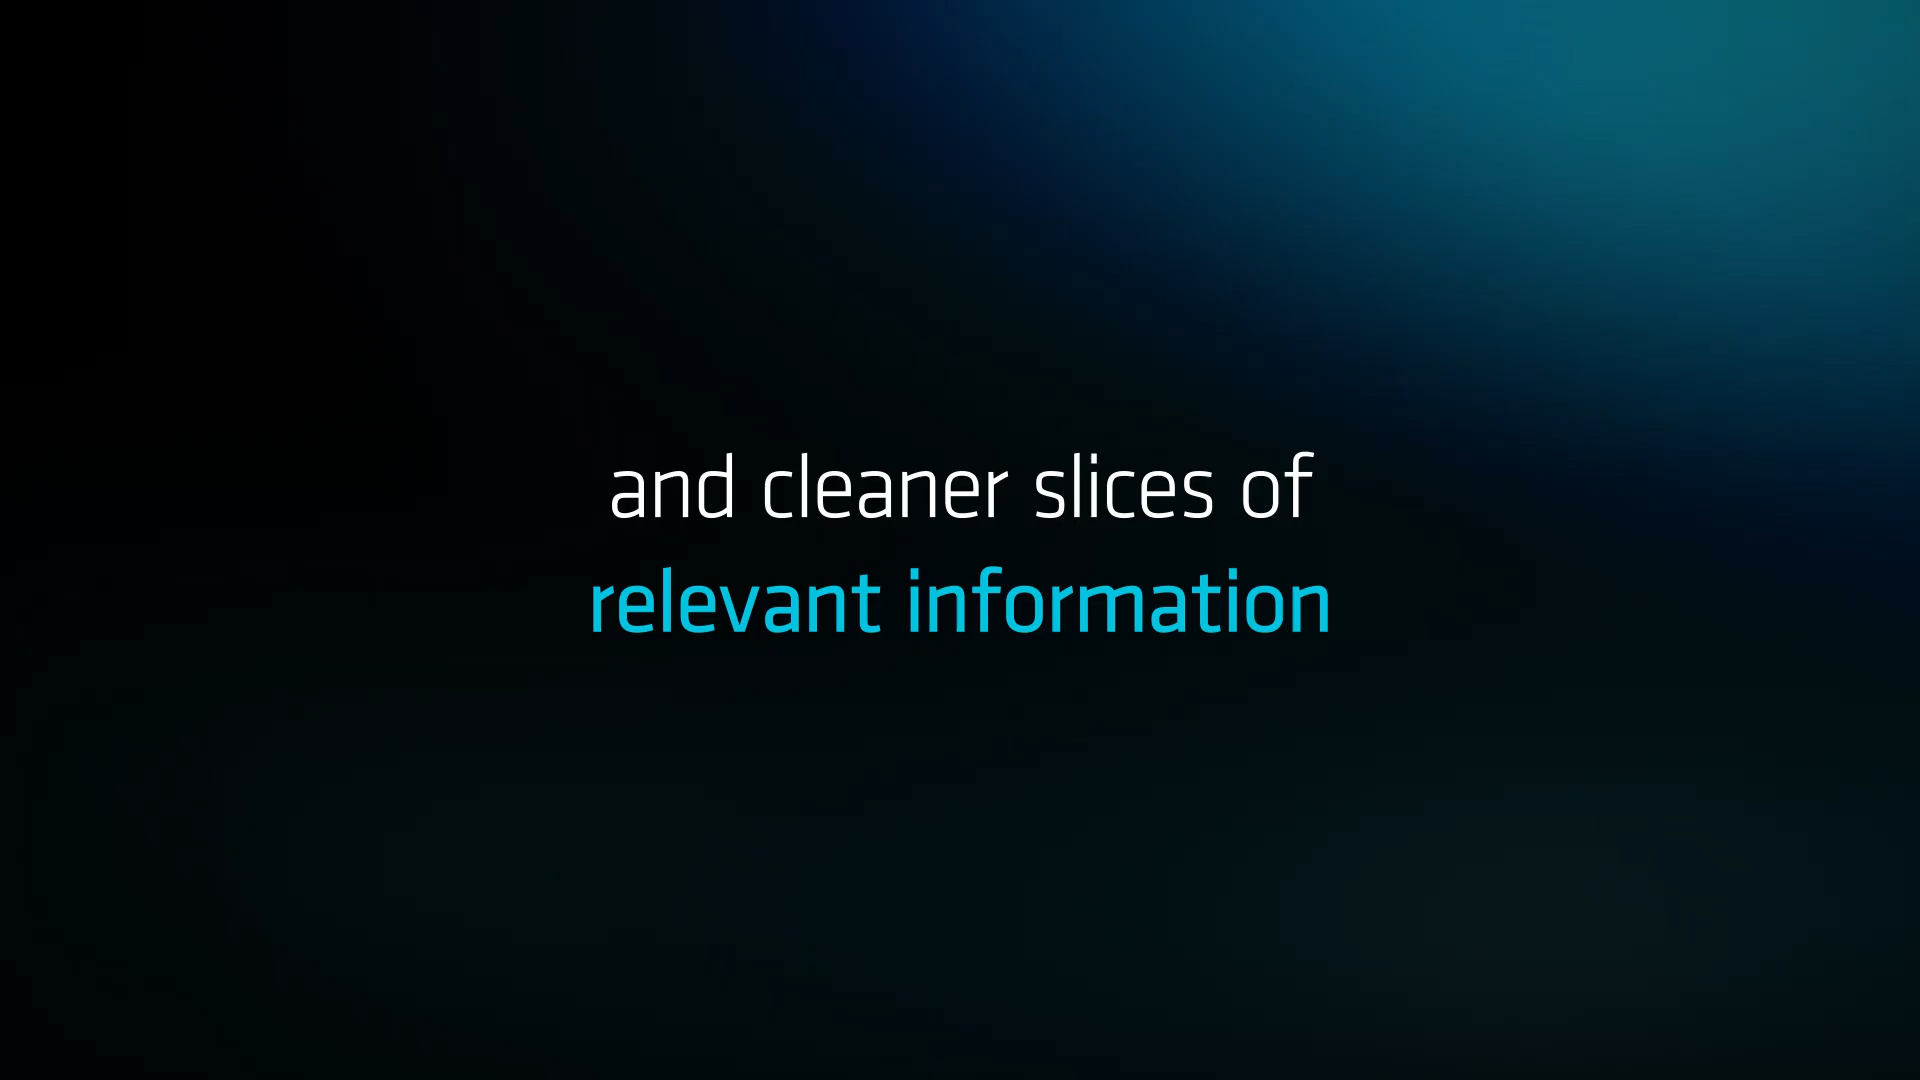 and cleaner slices of
relevant information